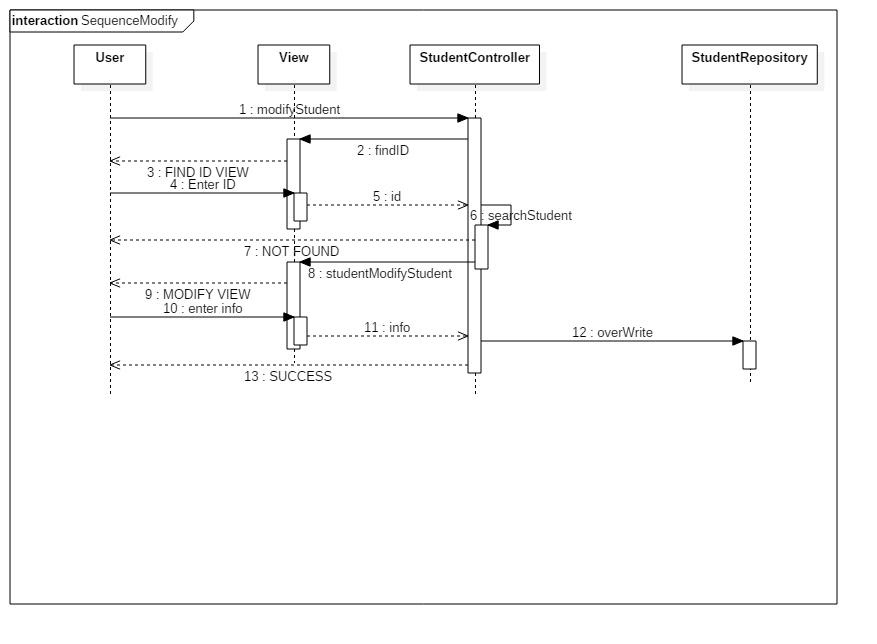 interaction SequenceModify
User
View
StudentController
StudentRepository
1 : modifyStudent
2 : findID
3 : FIND ID VIEW
4 : Enter ID
5 : id
6 : searchStudent
7 : NOT FOUND
8 : studentModifyStudent
9 : MODIFY VIEW
10 : enter info
11 : info
12 : overWrite
13 : SUCCESS